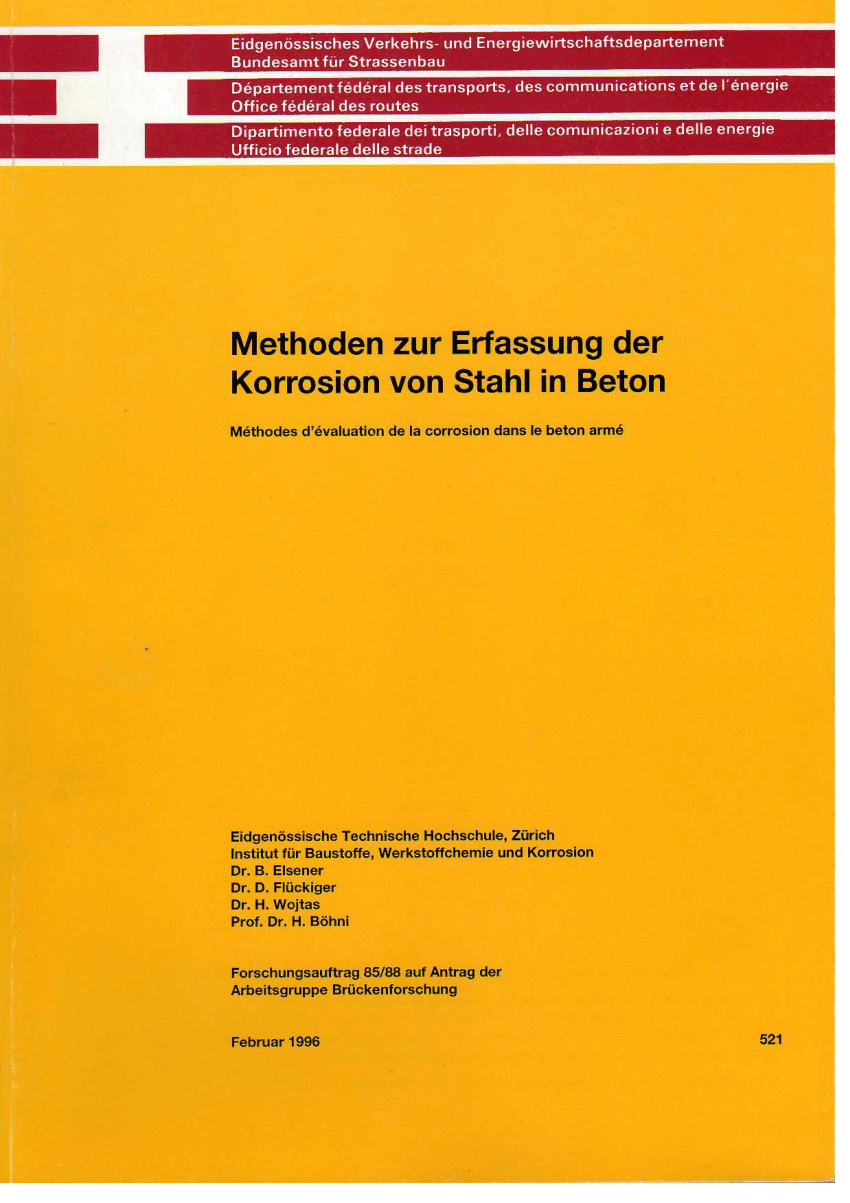 Eidgenössisches Verkehrs- und Energiewirtschaftsdepartement
Bundesamt für Strassenbau
Département fédéral des transports, des communications et de l'énergie
Office fédéral des routes
Dipartimento federale dei trasporti, delle comunicazioni e delle energie
Ufficio federale delle strade
Methoden zur Erfassung der
Korrosion von Stahl in Beton
Méthodes d'évaluation de la corrosion dans le beton armé
Eidgenössische Technische Hochschule, Zürich
Institut für Baustoffe, Werkstoffchemie und Korrosion
Dr. B. Elsener
Dr. D. Flückiger
Dr. H. Wojtas
Prof. Dr. H. Böhni
Forschungsauftrag 85/88 auf Antrag der
Arbeitsgruppe Brückenforschung
Februar 1996
521